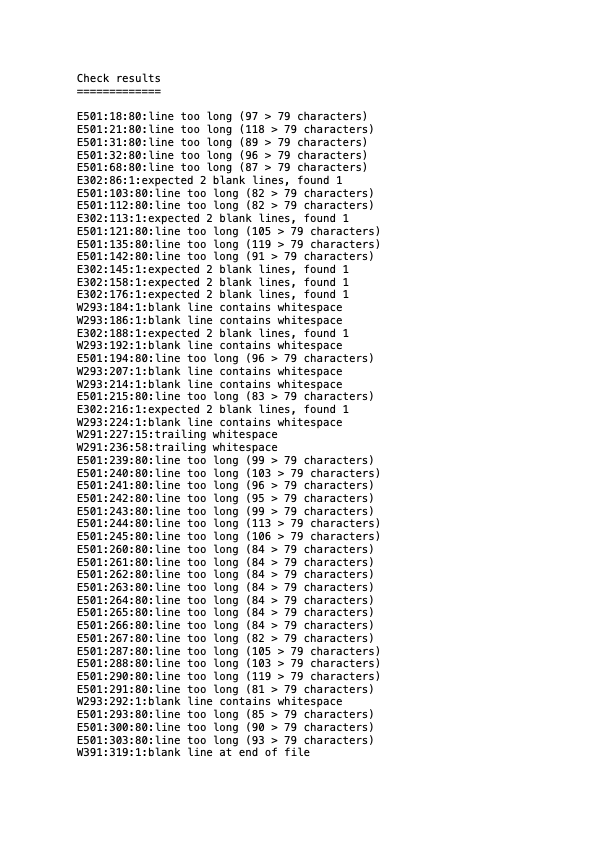 Check results
=============
E501:18:80:line too long (97 > 79 characters)
E501:21:80:line too long (118 > 79 characters)
E501:31:80:line too long (89 > 79 characters)
E501:32:80:line too long (96 > 79 characters)
E501:68:80:line too long (87 > 79 characters)
E302:86:1:expected 2 blank lines, found 1
E501:103:80:line too long (82 > 79 characters)
E501:112:80:line too long (82 > 79 characters)
E302:113:1:expected 2 blank lines, found 1
E501:121:80:line too long (105 > 79 characters)
E501:135:80:line too long (119 > 79 characters)
E501:142:80:line too long (91 > 79 characters)
E302:145:1:expected 2 blank lines, found 1
E302:158:1:expected 2 blank lines, found 1
E302:176:1:expected 2 blank lines, found 1
W293:184:1:blank line contains whitespace
W293:186:1:blank line contains whitespace
E302:188:1:expected 2 blank lines, found 1
W293:192:1:blank line contains whitespace
E501:194:80:line too long (96 > 79 characters)
W293:207:1:blank line contains whitespace
W293:214:1:blank line contains whitespace
E501:215:80:line too long (83 > 79 characters)
E302:216:1:expected 2 blank lines, found 1
W293:224:1:blank line contains whitespace
W291:227:15:trailing whitespace
W291:236:58:trailing whitespace
E501:239:80:line too long (99 > 79 characters)
E501:240:80:line too long (103 > 79 characters)
E501:241:80:line too long (96 > 79 characters)
E501:242:80:line too long (95 > 79 characters)
E501:243:80:line too long (99 > 79 characters)
E501:244:80:line too long (113 > 79 characters)
E501:245:80:line too long (106 > 79 characters)
E501:260:80:line too long (84 > 79 characters)
E501:261:80:line too long (84 > 79 characters)
E501:262:80:line too long (84 > 79 characters)
E501:263:80:line too long (84 > 79 characters)
E501:264:80:line too long (84 > 79 characters)
E501:265:80:line too long (84 > 79 characters)
E501:266:80:line too long (84 > 79 characters)
E501:267:80:line too long (82 > 79 characters)
E501:287:80:line too long (105 > 79 characters)
E501:288:80:line too long (103 > 79 characters)
E501:290:80:line too long (119 > 79 characters)
E501:291:80:line too long (81 > 79 characters)
W293:292:1:blank line contains whitespace
E501:293:80:line too long (85 > 79 characters)
E501:300:80:line too long (90 > 79 characters)
E501:303:80:line too long (93 > 79 characters)
W391:319:1:blank line at end of file